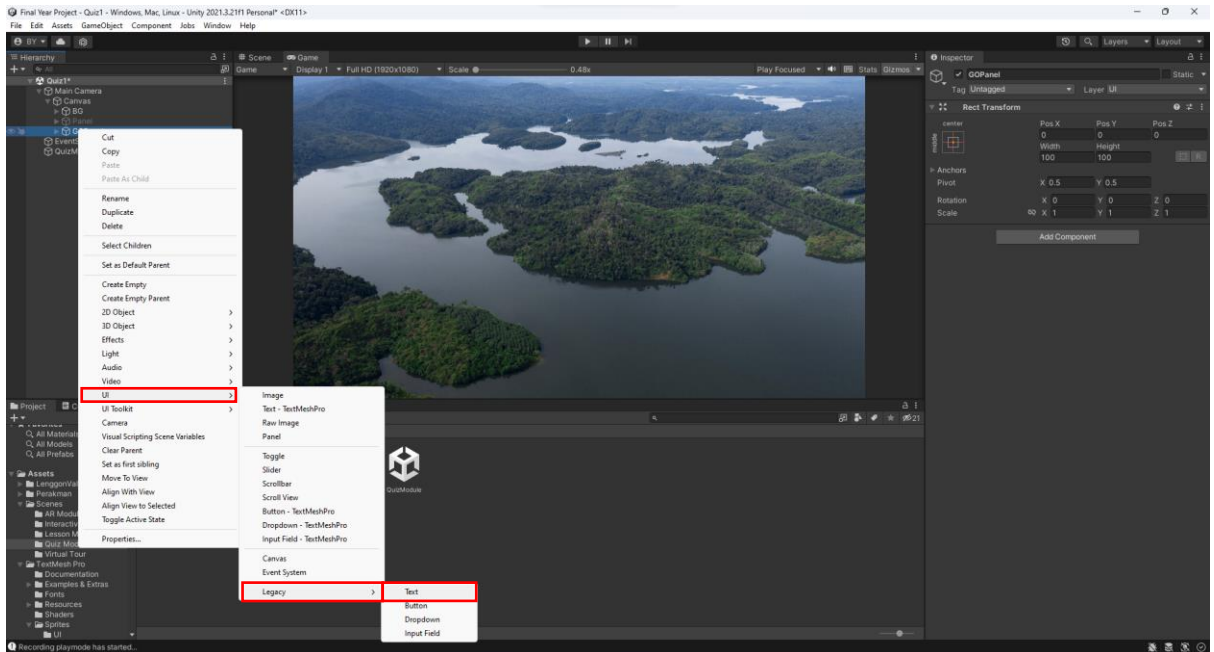 Final Year Project - Quiz1 - Windows, Mac, Linux - Unity 2021.3.21f1 Personal* <DX11>
File Edit Assets GameObject Component Jobs Window Help
BY
Layers
Layout
Hierarchy
All
Quiz1*
Main Camera
Canvas
BG
Panel
Scene
Game
Game
Display 1
Full HD (1920x1080)
Scale
0.48x
Play Focused
Stats
Gizmos
Inspector
GOPanel
Static
Tag Untagged
Layer UI
Rect Transform
center
middle
Pos X
Pos Y
Pos Z
0
0
0
Width
Height
100
100
R
Anchors
Pivot
X 0.5
Y 0.5
Rotation
X 0
Y 0
Z 0
Scale
X 1
Y 1
Z 1
Add Component
Cut
Copy
Paste
Paste As Child
Rename
Duplicate
Delete
Select Children
Set as Default Parent
Create Empty
Create Empty Parent
2D Object
3D Object
Effects
Light
Audio
Video
UI
UI Toolkit
Camera
Visual Scripting Scene Variables
Clear Parent
Set as first sibling
Move To View
Align With View
Align View to Selected
Toggle Active State
Properties...
Image
Text - TextMeshPro
Raw Image
Panel
Toggle
Slider
Scrollbar
Scroll View
Button - TextMeshPro
Dropdown - TextMeshPro
Input Field - TextMeshPro
Canvas
Event System
Legacy
Text
Button
Dropdown
Input Field
Project
21
Favorites
All Materials
All Models
All Prefabs
Assets
Perakman
Scenes
Virtual Tour
TextMesh Pro
Documentation
Examples & Extras
Fonts
Resources
Shaders
Sprites
UI
QuizModule
Recording playmode has started...